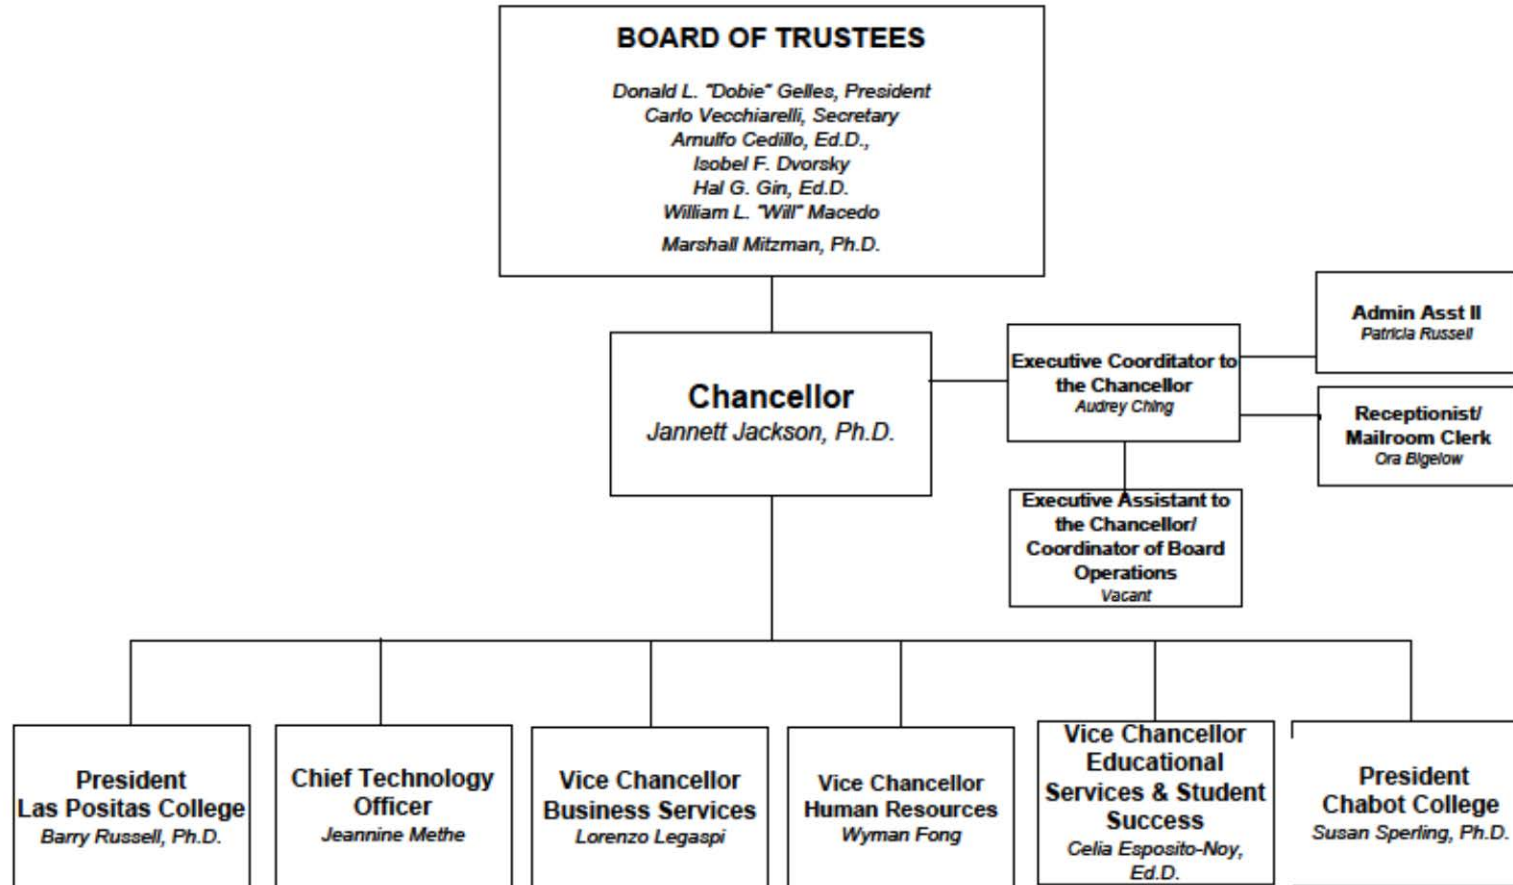 BOARD OF TRUSTEES
Donald L. "Dobie" Gelles, President
Carlo Vecchiarelli, Secretary
Arnulfo Cedillo, Ed.D.,
Isobel F. Dvorsky
Hal G. Gin, Ed.D.
William L. "Will" Macedo
Marshall Mitzman, Ph.D.
Chancellor
Jannett Jackson, Ph.D.
Executive Coorditator to
the Chancellor
Audrey Ching
Admin Asst II
Patricia Russell
Receptionist/
Mailroom Clerk
Ora Bigelow
Executive Assistant to
the Chancellor/
Coordinator of Board
Operations
Vacant
President
Las Positas College
Barry Russell, Ph.D.
Chief Technology
Officer
Jeannine Methe
Vice Chancellor
Business Services
Lorenzo Legaspi
Vice Chancellor
Human Resources
Wyman Fong
Vice Chancellor
Educational
Services & Student
Success
Celia Esposito-Noy,
Ed.D.
President
Chabot College
Susan Sperling, Ph.D.